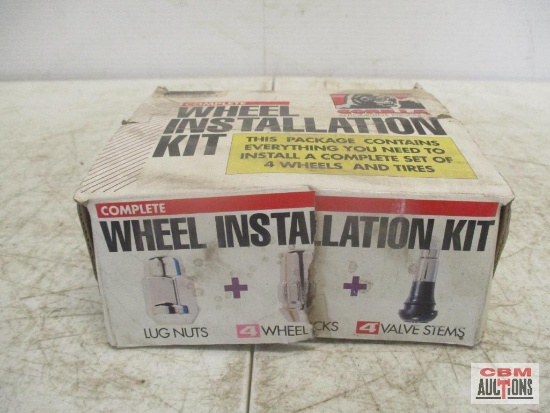 COMPLETE
WHEEL
INSTALLATION
KIT
GORILLA
THIS PACKAGE CONTAINS
EVERYTHING YOU NEED TO
INSTALL A COMPLETE SET OF
4 WHEELS AND TIRES
COMPLETE
WHEEL INSTALLATION KIT
+ +
LUG NUTS 4 WHEEL CKS 4 VALVE STEMS
CBM
AUCTIONS